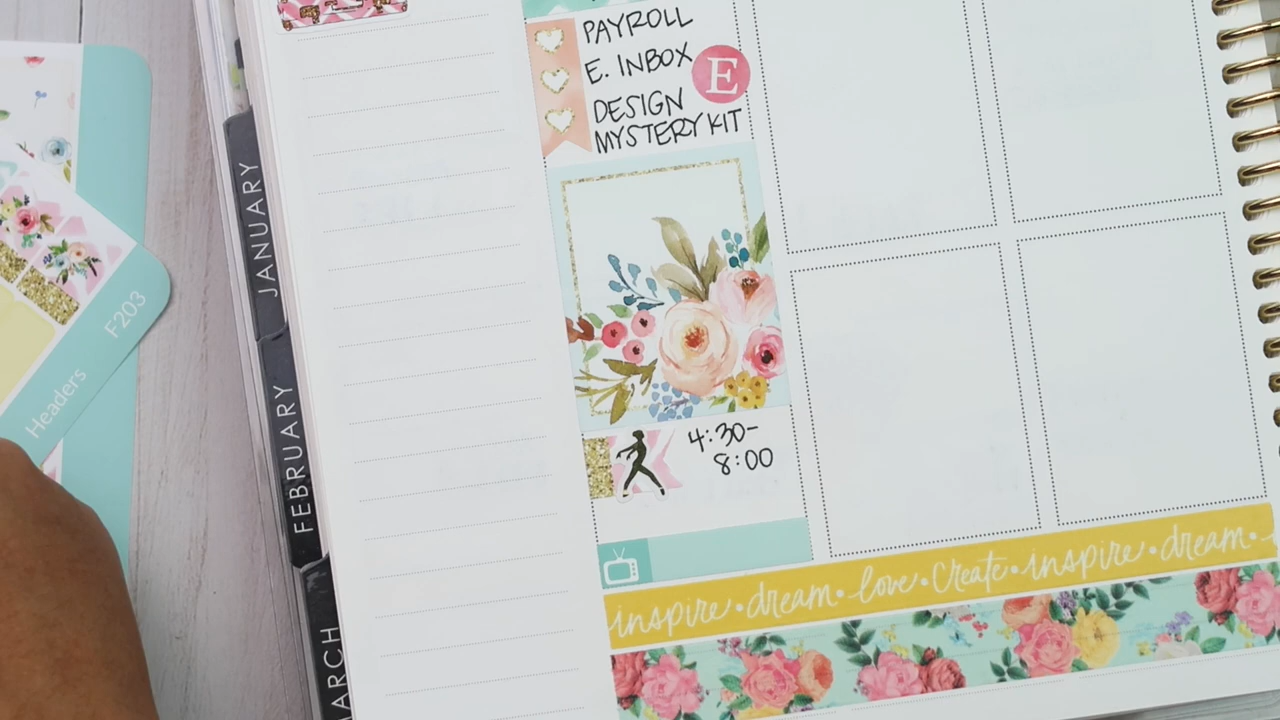 PAYROLL
E. INBOX
E
DESIGN
MYSTERY KIT
4:30-
8:00
inspire • dream • love • Create • inspire • dream •
JANUARY
FEBRUARY
MARCH
F203
Headers